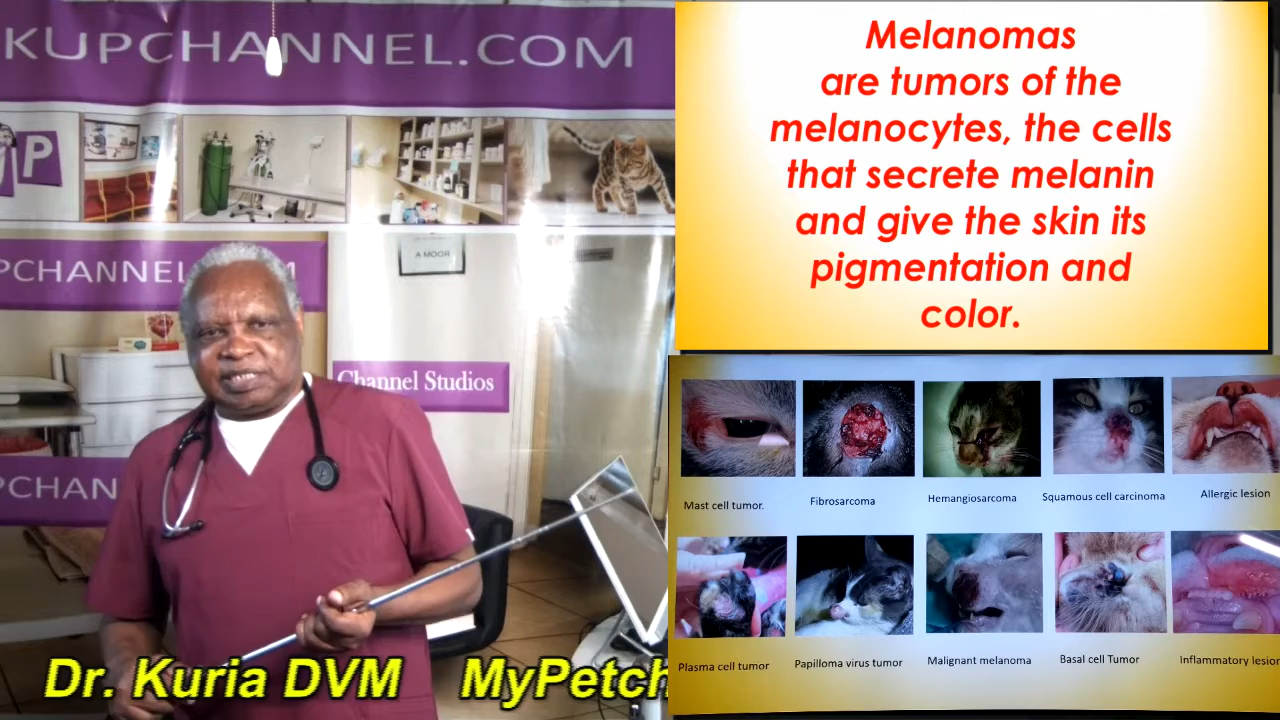 KUPCHANNEL.COM
P
PCHANNEL
M
A MOOR
Channel Studios
PCHAN
Dr. Kuria DVM MyPetch
Melanomas
are tumors of the
melanocytes, the cells
that secrete melanin
and give the skin its
pigmentation and
color.
Mast cell tumor.
Fibrosarcoma
Hemangiosarcoma
Squamous cell carcinoma
Allergic lesion
Plasma cell tumor
Papilloma virus tumor
Malignant melanoma
Basal cell Tumor
Inflammatory lesion